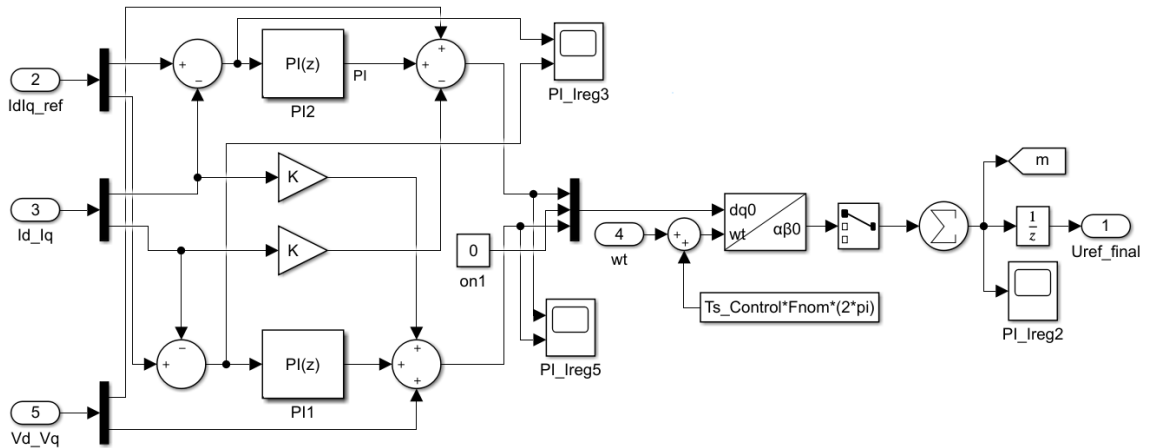 2
IdIq_ref
+
−
PI(z)
PI
PI2
+
+
−
PI_Ireg3
3
Id_Iq
K
K
0
on1
4
wt
+
+
dq0
wt
αβ0
m
1
z
1
Uref_final
Ts_Control*Fnom*(2*pi)
PI_Ireg2
PI_Ireg5
−
+
PI(z)
PI1
+
+
+
5
Vd_Vq
Σ